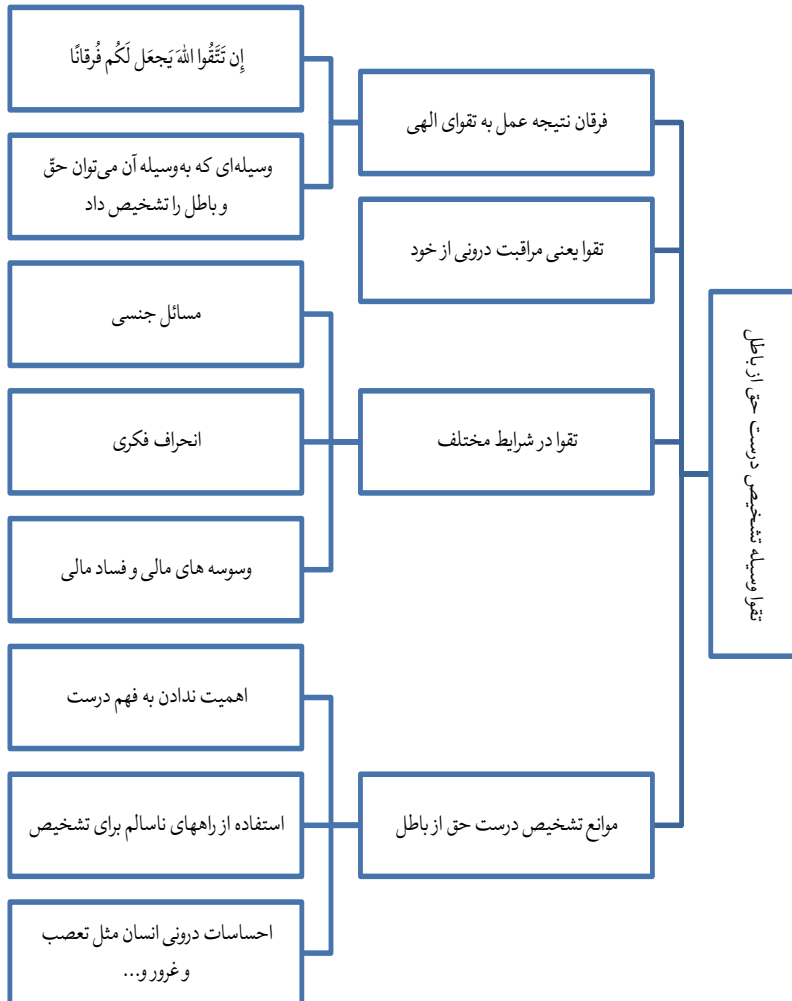 تقوا وسیله تشخیص درست حق از باطل
فرقان نتیجه عمل به تقوای الهی
إِن تَتَّقُوا اللهَ یَجعَل لَکُم فُرقانًا
وسیله‌ای که به‌وسیله آن می‌توان حقّ
و باطل را تشخیص داد
تقوا یعنی مراقبت درونی از خود
تقوا در شرایط مختلف
مسائل جنسی
انحراف فکری
وسوسه های مالی و فساد مالی
موانع تشخیص درست حق از باطل
اهمیت ندادن به فهم درست
استفاده از راههای ناسالم برای تشخیص
احساسات درونی انسان مثل تعصب
و غرور و...